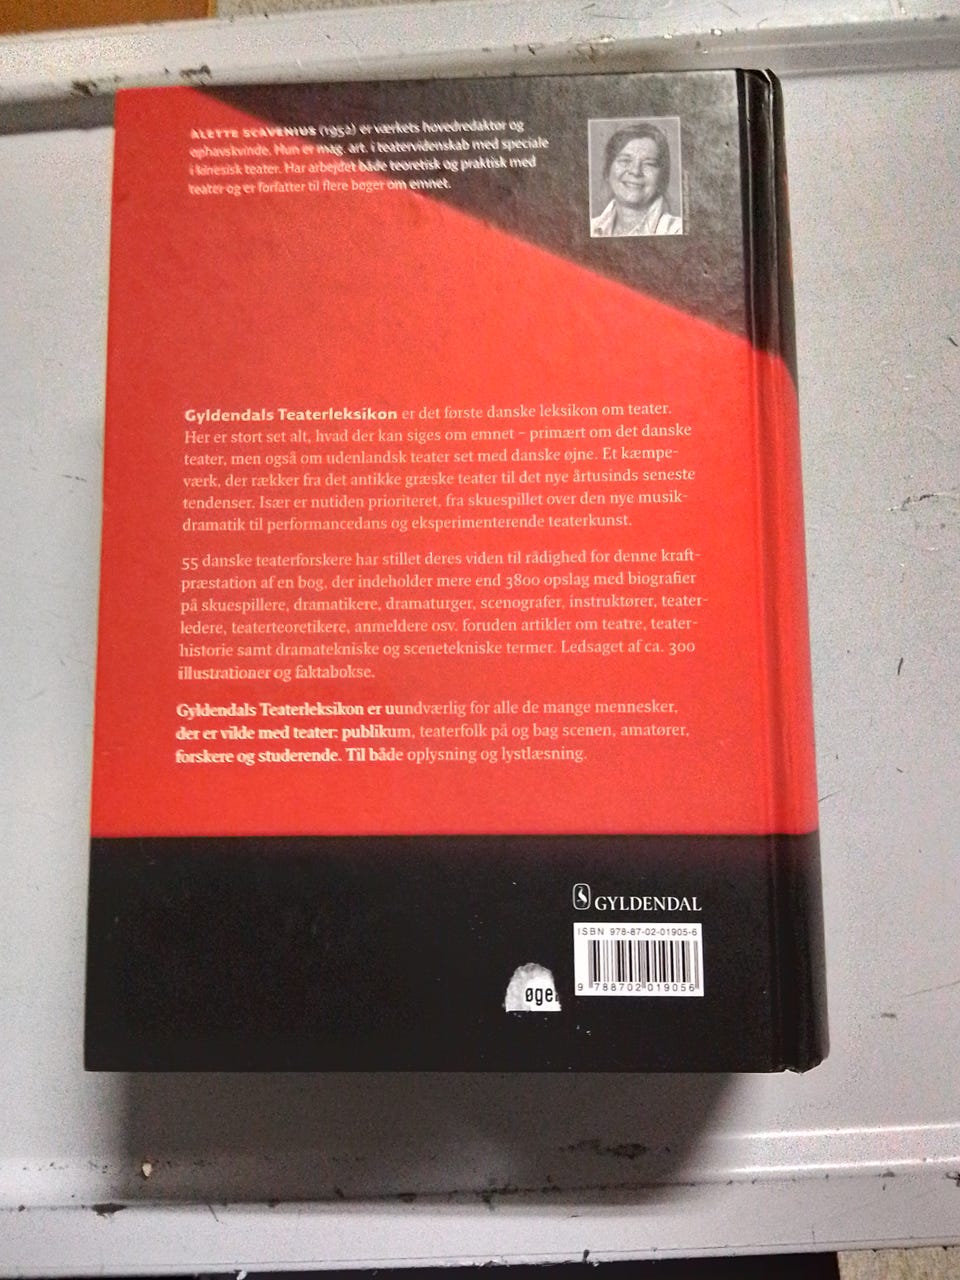 ALETTE SCAVENIUS (1952) er værkets hovedredaktør og
ophavskvinde. Hun er mag. art. i teatervidenskab med speciale
i kinesisk teater. Har arbejdet både teoretisk og praktisk med
teater og er forfatter til flere bøger om emnet.
Gyldendals Teaterleksikon er det første danske leksikon om teater.
Her er stort set alt, hvad der kan siges om emnet – primært om det danske
teater, men også om udenlandsk teater set med danske øjne. Et kæmpe-
værk, der rækker fra det antikke græske teater til det nye årtusinds seneste
tendenser. Især er nutiden prioriteret, fra skuespillet over den nye musik-
dramatik til performancedans og eksperimenterende teaterkunst.
55 danske teaterforskere har stillet deres viden til rådighed for denne kraft-
præstation af en bog, der indeholder mere end 3800 opslag med biografier
på skuespillere, dramatikere, dramaturger, scenografer, instruktører, teater-
ledere, teaterteoretikere, anmeldere osv. foruden artikler om teatre, teater-
historie samt dramatekniske og scenetekniske termer. Ledsaget af ca. 300
illustrationer og faktabokse.
Gyldendals Teaterleksikon er uundværlig for alle de mange mennesker,
der er vilde med teater: publikum, teaterfolk på og bag scenen, amatører,
forskere og studerende. Til både oplysning og lystlæsning.
GYLDENDAL
ISBN 978-87-02-01905-6
9 788702 019056
øge